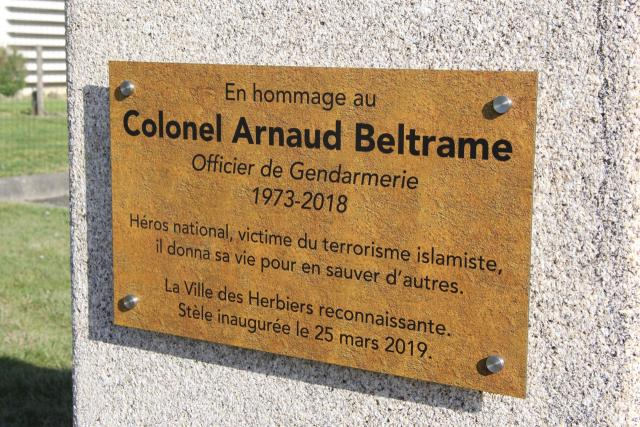 En hommage au
Colonel Arnaud Beltrame
Officier de Gendarmerie
1973-2018
Héros national, victime du terrorisme islamiste,
il donna sa vie pour en sauver d'autres.
La Ville des Herbiers reconnaissante.
Stèle inaugurée le 25 mars 2019.